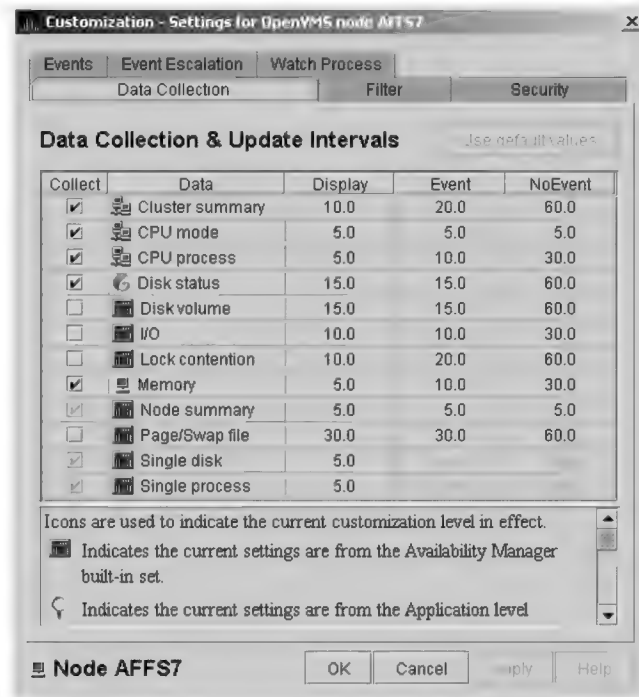 Customization - Settings for OpenVMS node AFFS7
Events Event Escalation Watch Process
Data Collection Filter Security
Data Collection & Update Intervals Use default values
Collect Data Display Event NoEvent
Cluster summary 10.0 20.0 60.0
CPU mode 5.0 5.0 5.0
CPU process 5.0 10.0 30.0
Disk status 15.0 15.0 60.0
Disk volume 15.0 15.0 60.0
I/O 10.0 10.0 30.0
Lock contention 10.0 20.0 60.0
Memory 5.0 10.0 30.0
Node summary 5.0 5.0 5.0
Page/Swap file 30.0 30.0 60.0
Single disk 5.0
Single process 5.0
Icons are used to indicate the current customization level in effect.
Indicates the current settings are from the Availability Manager
built-in set.
Indicates the current settings are from the Application level
Node AFFS7 OK Cancel Apply Help